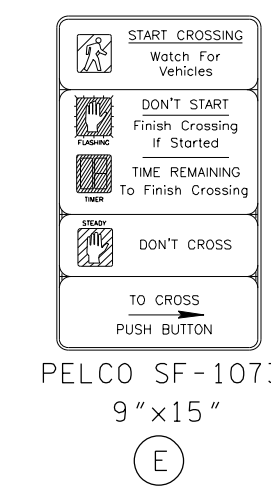 START CROSSING
Watch For
Vehicles
FLASHING
DON'T START
Finish Crossing
If Started
TIMER
TIME REMAINING
To Finish Crossing
STEADY
DON'T CROSS
TO CROSS
PUSH BUTTON
PELCO SF-107
9"x15"
E